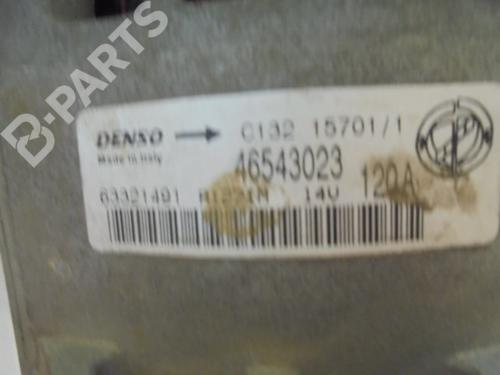 B-PARTS
DENSO C132 15701/1
Made in Italy
46543023
63321491 14V 120A